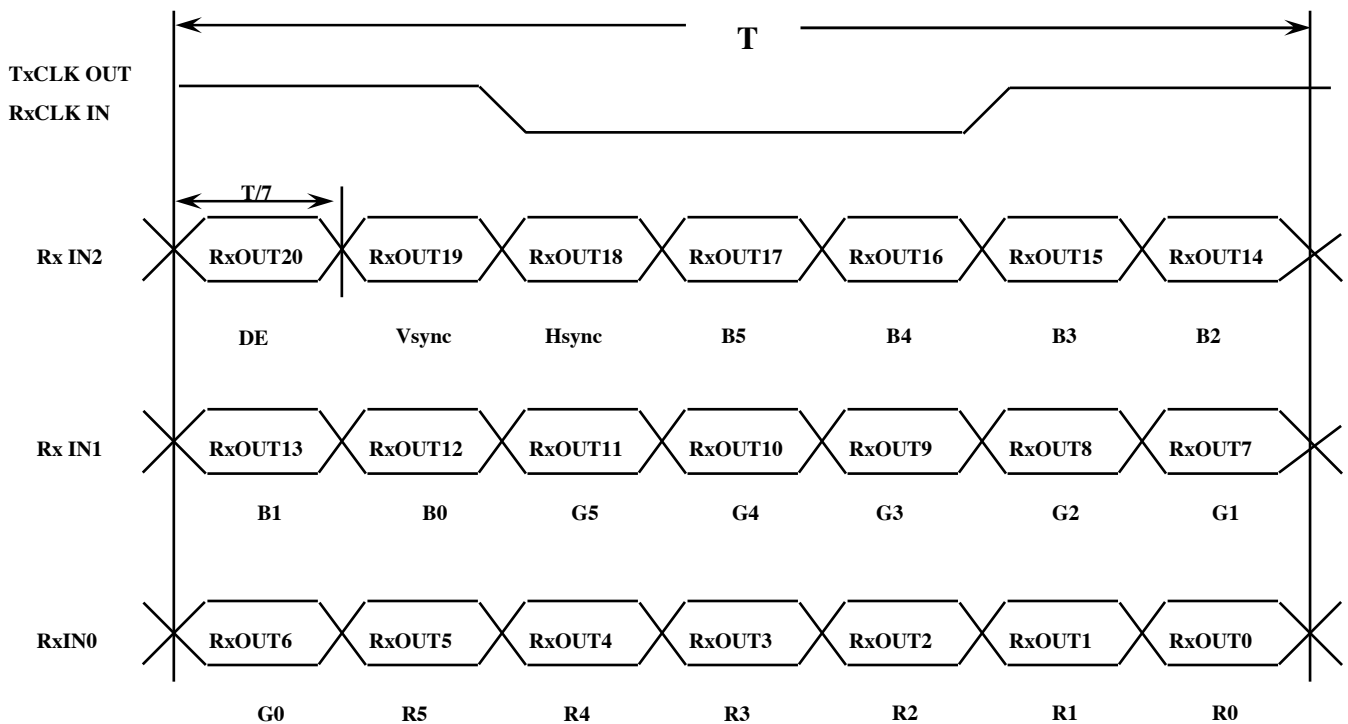 T
TxCLK OUT
RxCLK IN
T/7
Rx IN2 RxOUT20 RxOUT19 RxOUT18 RxOUT17 RxOUT16 RxOUT15 RxOUT14
DE Vsync Hsync B5 B4 B3 B2
Rx IN1 RxOUT13 RxOUT12 RxOUT11 RxOUT10 RxOUT9 RxOUT8 RxOUT7
B1 B0 G5 G4 G3 G2 G1
RxIN0 RxOUT6 RxOUT5 RxOUT4 RxOUT3 RxOUT2 RxOUT1 RxOUT0
G0 R5 R4 R3 R2 R1 R0